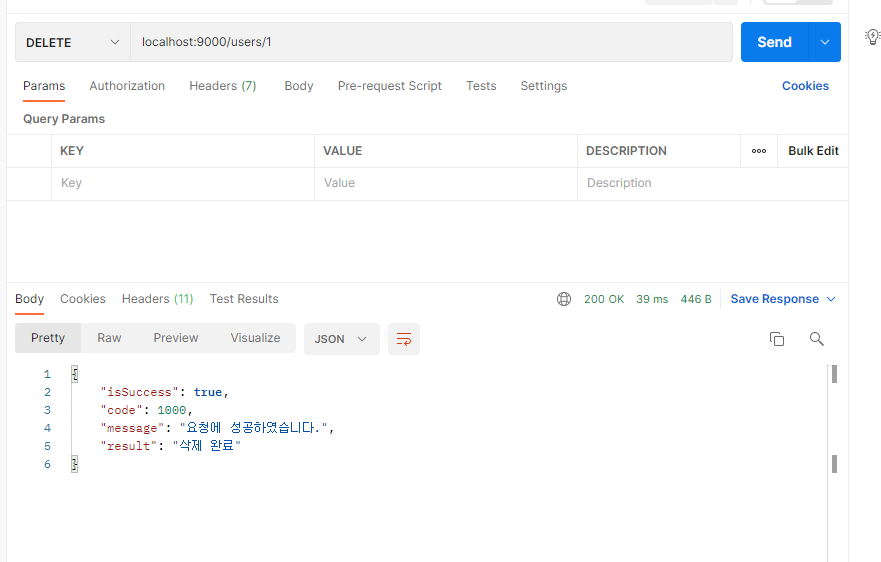 DELETE localhost:9000/users/1 Send
Params Authorization Headers (7) Body Pre-request Script Tests Settings Cookies
Query Params
KEY VALUE DESCRIPTION Bulk Edit
Key Value Description
Body Cookies Headers (11) Test Results 200 OK 39 ms 446 B Save Response
Pretty Raw Preview Visualize JSON
1 {
2 "isSuccess": true,
3 "code": 1000,
4 "message": "요청에 성공하였습니다.",
5 "result": "삭제 완료"
6 }